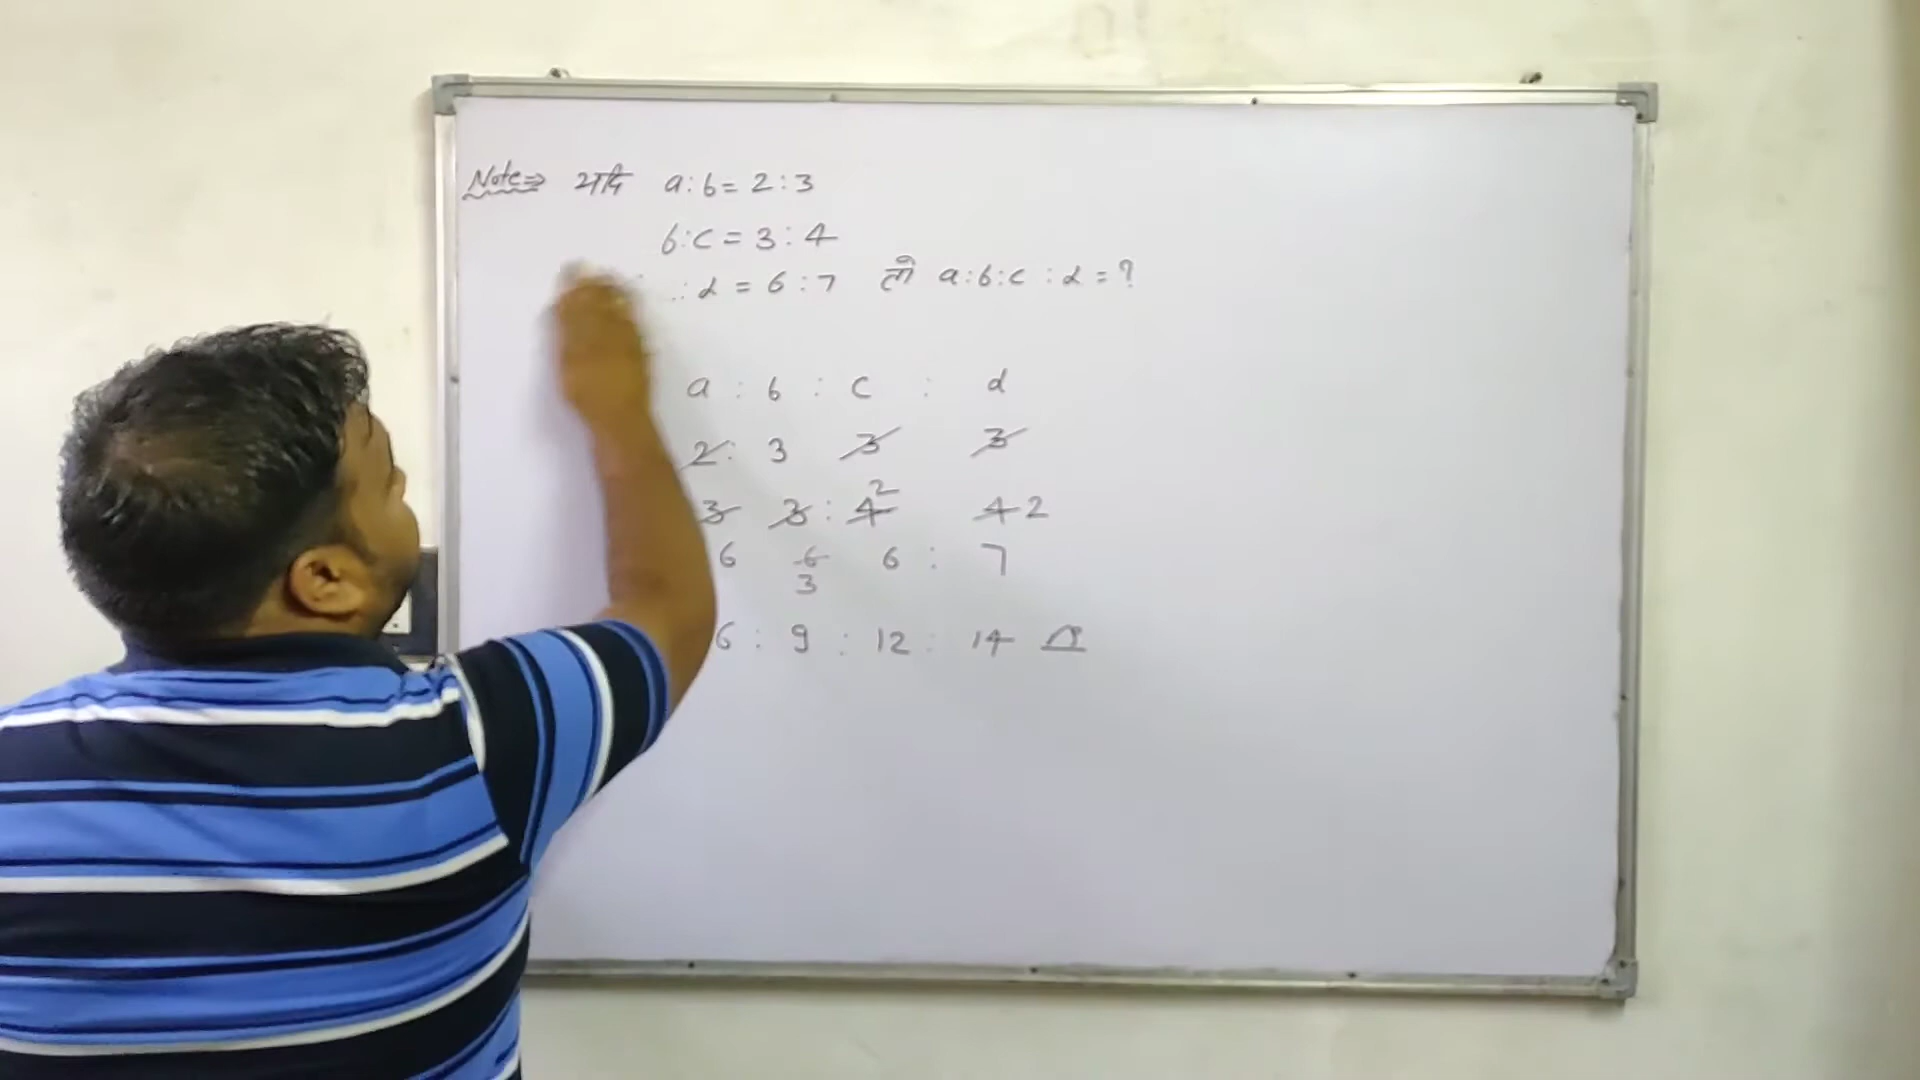 Note⇒ यदि a:b = 2:3
b:c = 3:4
: d = 6:7 तो a:b:c:d = ?
a : b : c : d
2 : 3 3 3
3 3 : 4 2 4 2
6 6 6 : 7
3
6 : 9 : 12 : 14